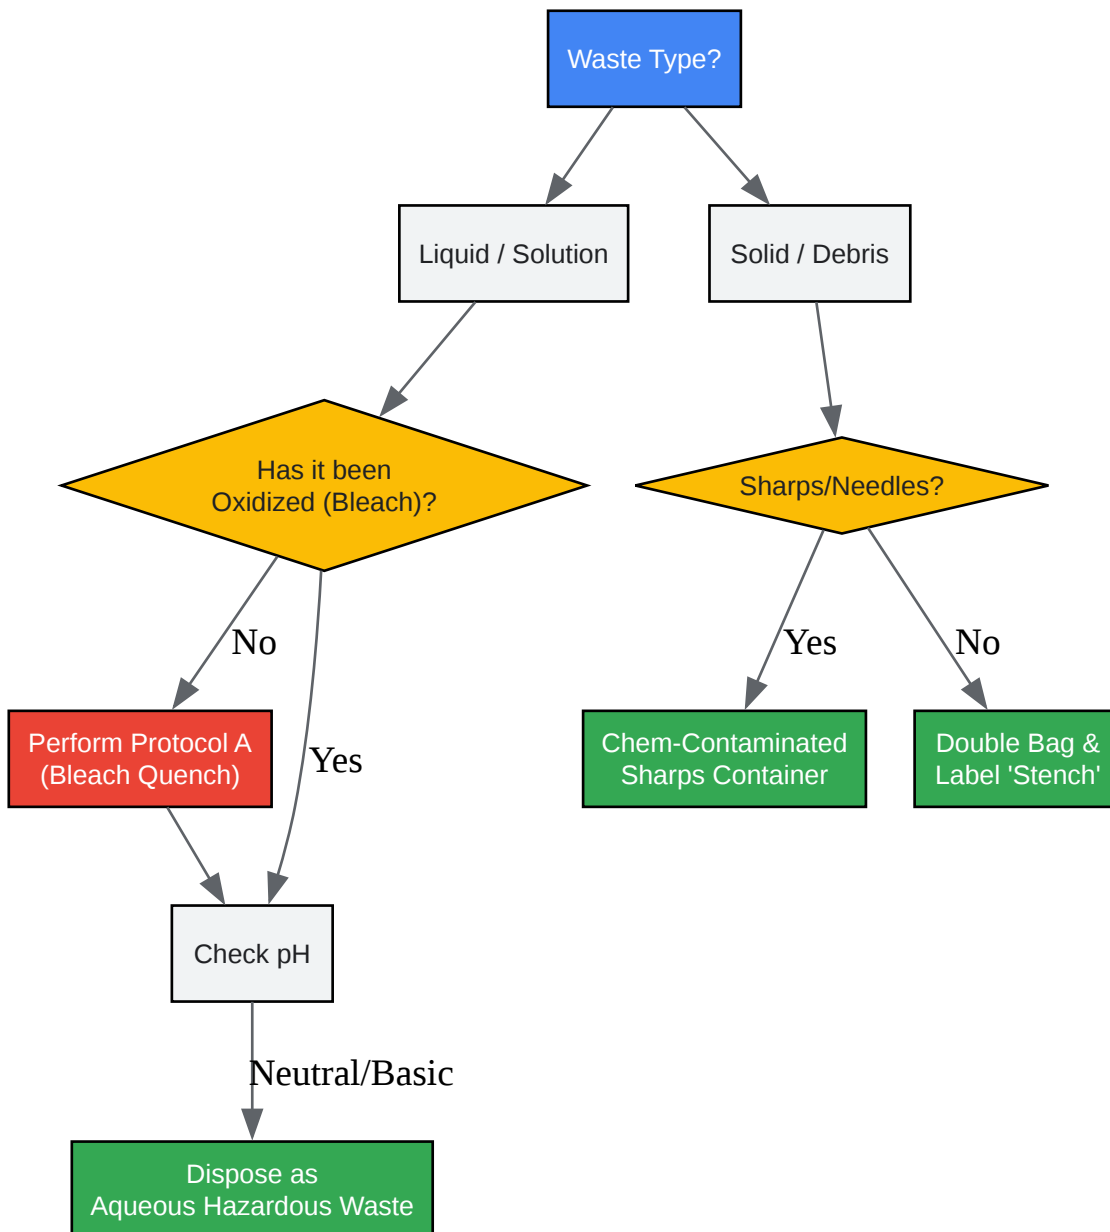 Waste Type?
Liquid / Solution
Solid / Debris
Has it been
Oxidized (Bleach)?
Sharps/Needles?
No
Yes
Yes
No
Perform Protocol A
(Bleach Quench)
Chem-Contaminated
Sharps Container
Double Bag &
Label 'Stench'
Check pH
Neutral/Basic
Dispose as
Aqueous Hazardous Waste